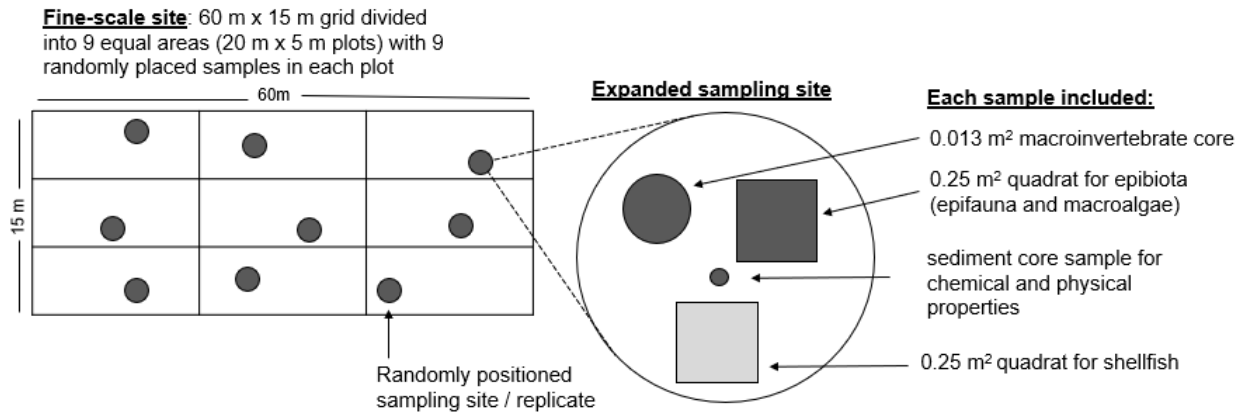 Fine-scale site: 60 m x 15 m grid divided
into 9 equal areas (20 m x 5 m plots) with 9
randomly placed samples in each plot
60m
15 m
Randomly positioned
sampling site / replicate
Expanded sampling site
Each sample included:
0.013 m² macroinvertebrate core
0.25 m² quadrat for epibiota
(epifauna and macroalgae)
sediment core sample for
chemical and physical
properties
0.25 m² quadrat for shellfish